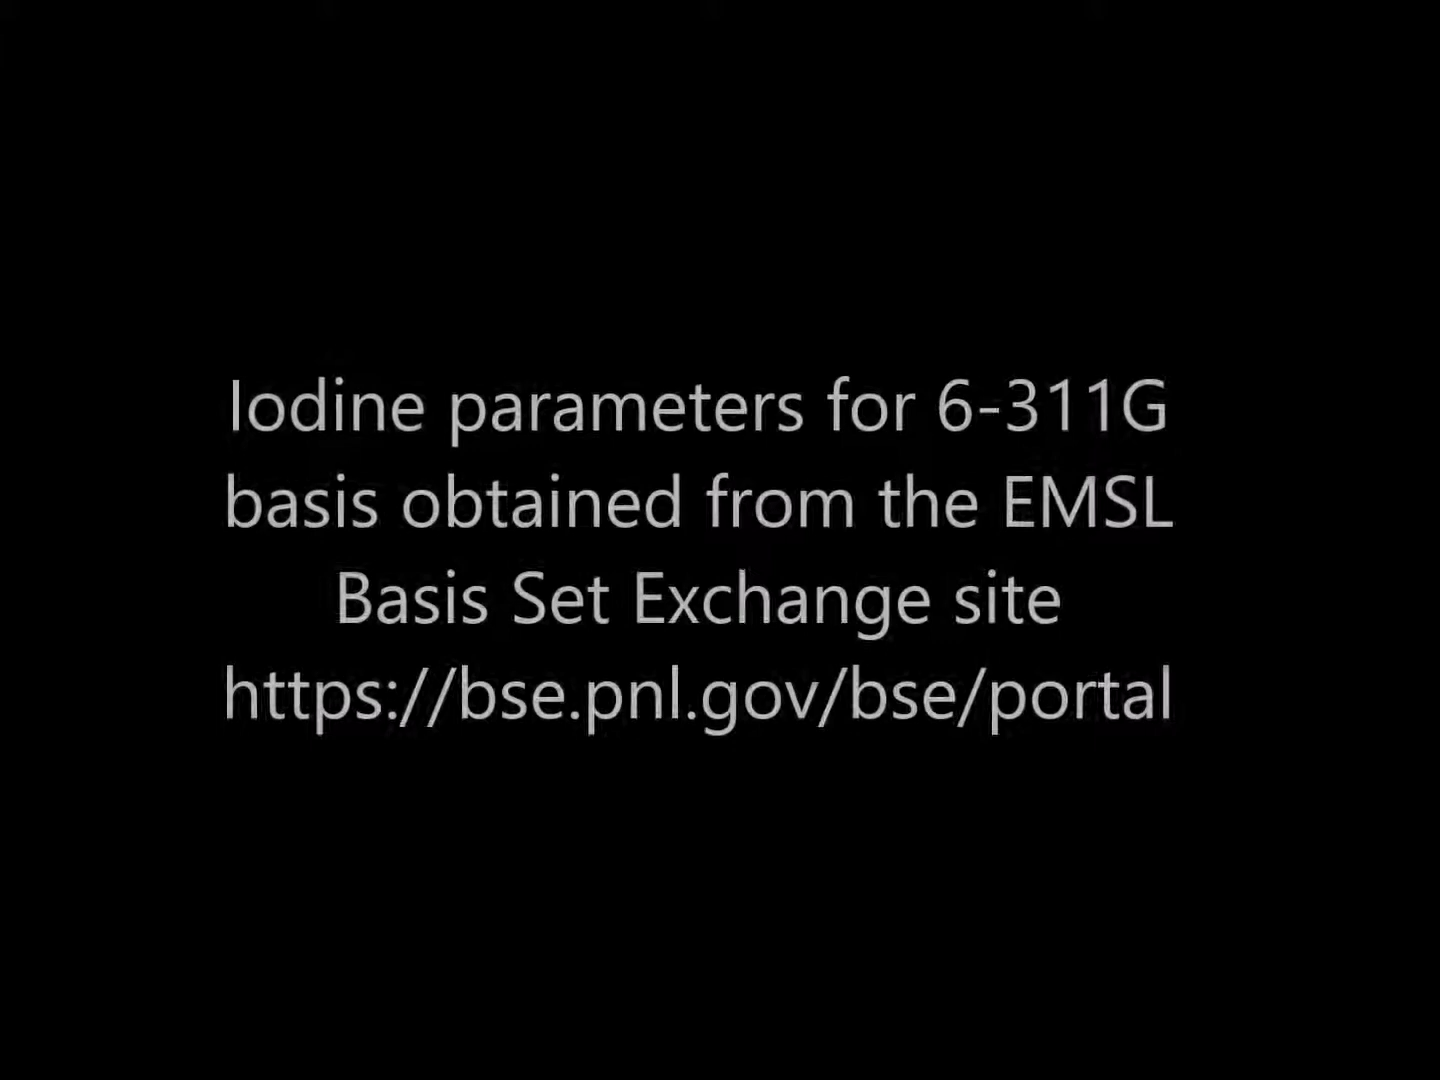 Iodine parameters for 6-311G
basis obtained from the EMSL
Basis Set Exchange site
https://bse.pnl.gov/bse/portal